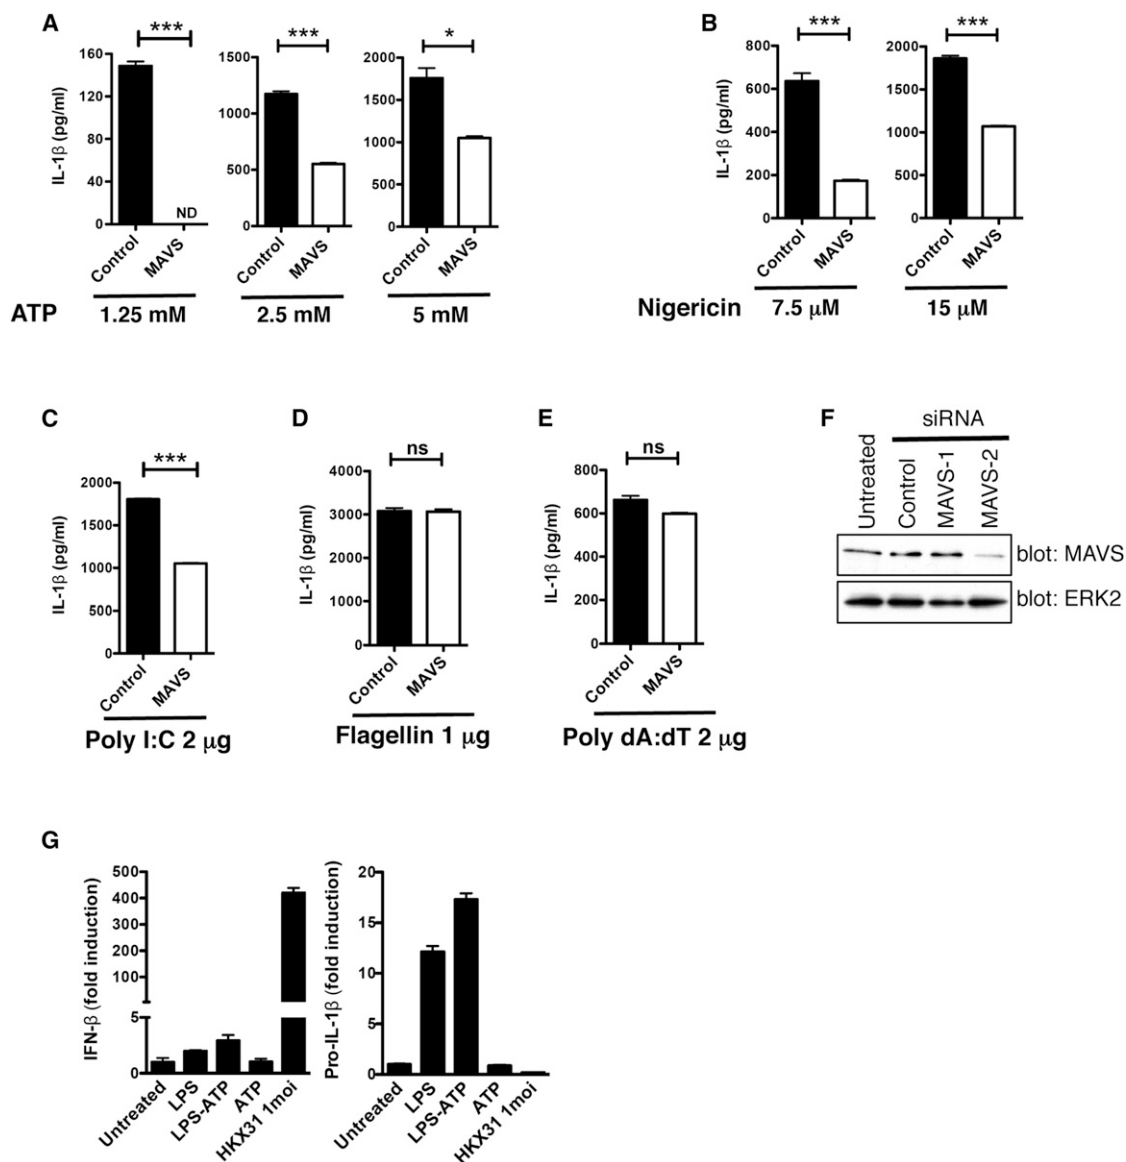 A
***
***
*
IL-1β (pg/ml)
160
120
80
40
0
ND
Control
MAVS
1500
1000
500
0
Control
MAVS
2000
1500
1000
500
0
Control
MAVS
ATP
1.25 mM
2.5 mM
5 mM
B
***
***
IL-1β (pg/ml)
800
600
400
200
0
Control
MAVS
2000
1500
1000
500
0
Control
MAVS
Nigericin
7.5 μM
15 μM
C
***
IL-1β (pg/ml)
2000
1500
1000
500
0
Control
MAVS
Poly I:C 2 μg
D
ns
IL-1β (pg/ml)
4000
3000
2000
1000
0
Control
MAVS
Flagellin 1 μg
E
ns
IL-1β (pg/ml)
800
600
400
200
0
Control
MAVS
Poly dA:dT 2 μg
F
siRNA
Untreated
Control
MAVS-1
MAVS-2
blot: MAVS
blot: ERK2
G
IFN-β (fold induction)
500
400
300
200
100
5
0
Untreated
LPS
LPS-ATP
ATP
HKX31 1moi
Pro-IL-1β (fold induction)
20
15
10
5
0
Untreated
LPS
LPS-ATP
ATP
HKX31 1moi